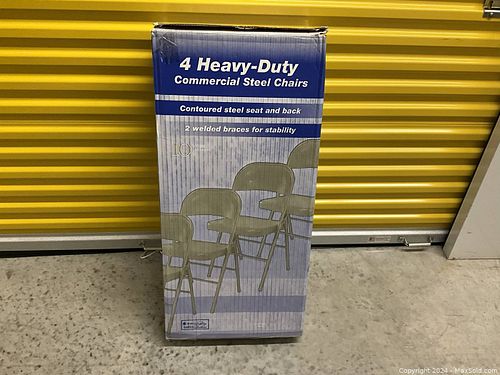 4 Heavy-Duty
Commercial Steel Chairs
Contoured steel seat and back
2 welded braces for stability
10
Copyright 2024 - MaxSold.com